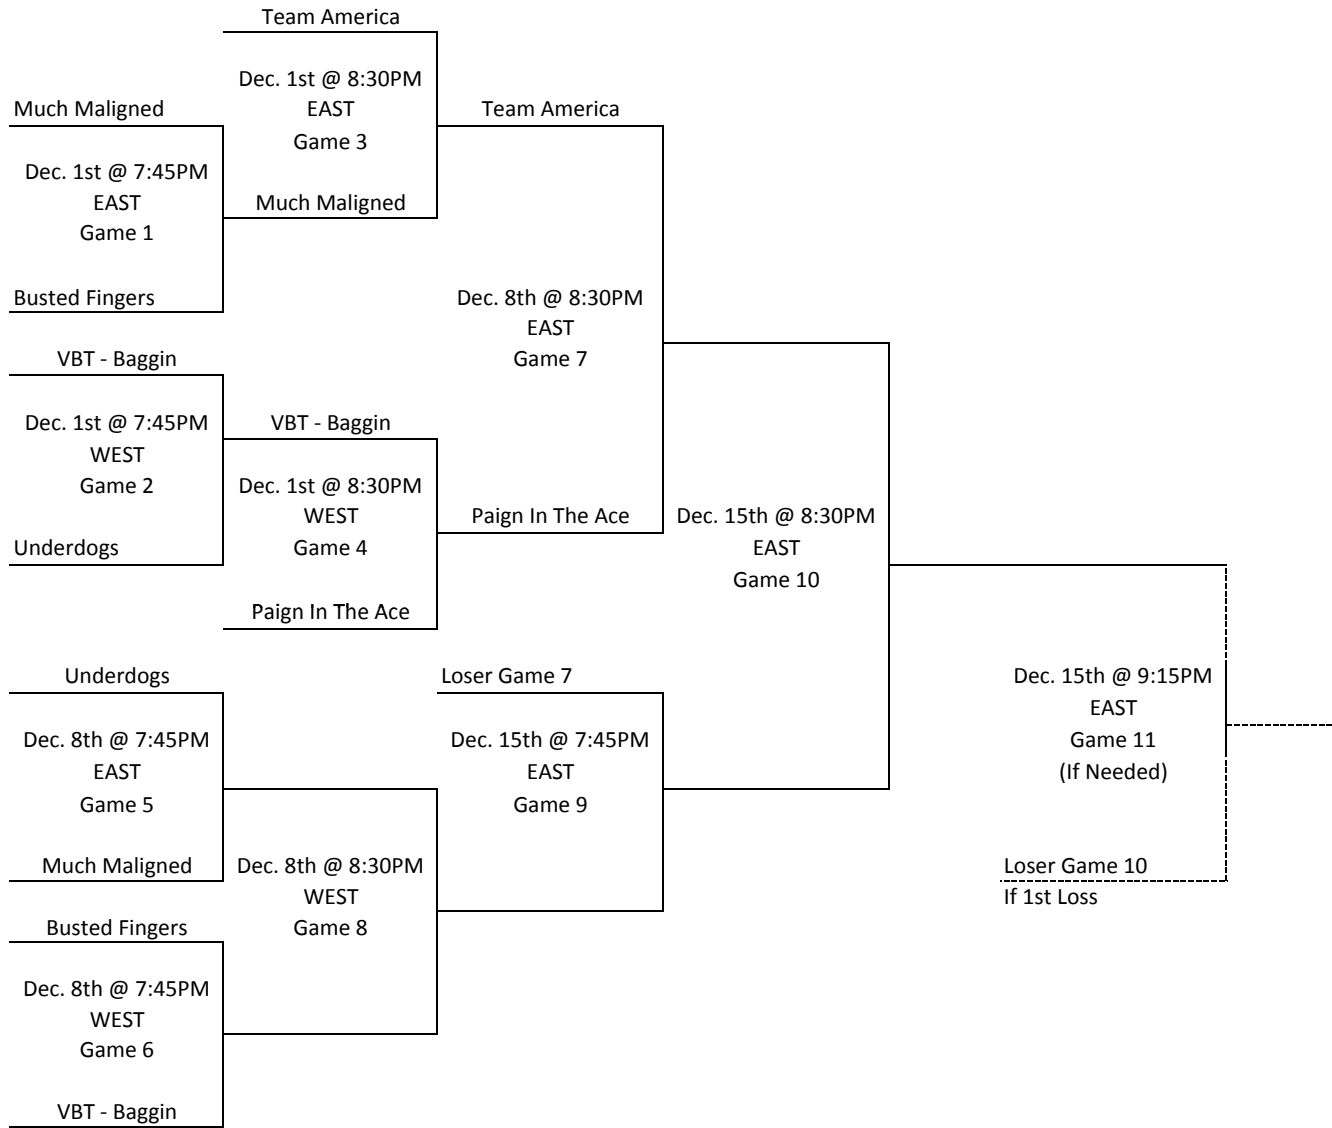 Team America
Dec. 1st @ 8:30PM
EAST
Game 3
Much Maligned
Much Maligned
Dec. 1st @ 7:45PM
EAST
Game 1
Busted Fingers
Team America
Dec. 8th @ 8:30PM
EAST
Game 7
Paign In The Ace
VBT - Baggin
Dec. 1st @ 7:45PM
WEST
Game 2
Underdogs
VBT - Baggin
Dec. 1st @ 8:30PM
WEST
Game 4
Paign In The Ace
Dec. 15th @ 8:30PM
EAST
Game 10
Underdogs
Dec. 8th @ 7:45PM
EAST
Game 5
Much Maligned
Loser Game 7
Dec. 15th @ 7:45PM
EAST
Game 9
Dec. 8th @ 8:30PM
WEST
Game 8
Busted Fingers
Dec. 8th @ 7:45PM
WEST
Game 6
VBT - Baggin
Dec. 15th @ 9:15PM
EAST
Game 11
(If Needed)
Loser Game 10
If 1st Loss